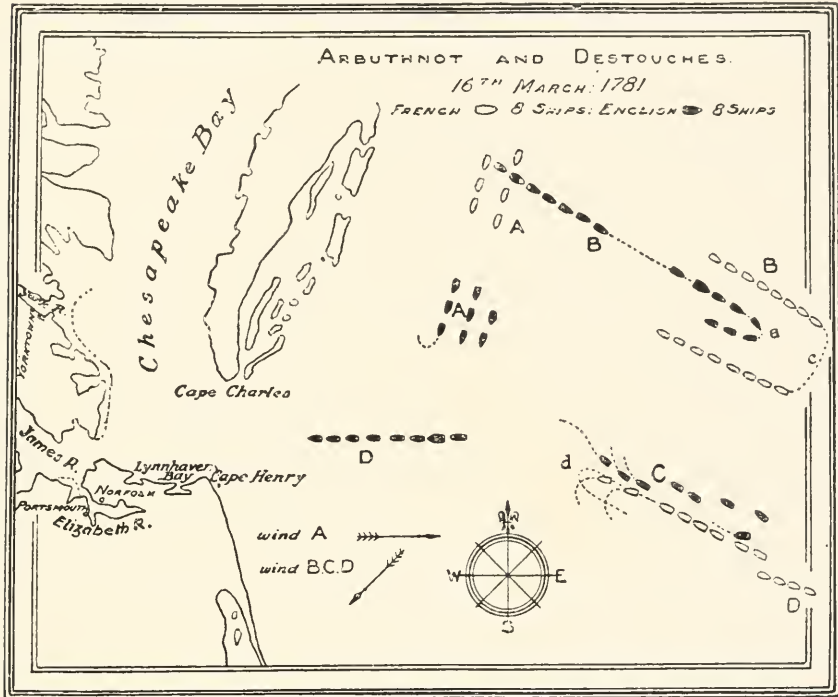 ARBUTHNOT AND DESTOUCHES.
16TH MARCH: 1781
FRENCH 8 SHIPS: ENGLISH 8 SHIPS
Chesapeake Bay
A
B
B
A
a
c
YORKTOWN
Cape Charles
D
d
C
James R.
Lynnhaven
Bay
Cape Henry
NORFOLK
PORTSMOUTH
Elizabeth R.
wind A
wind B.C.D
W
E
S
D